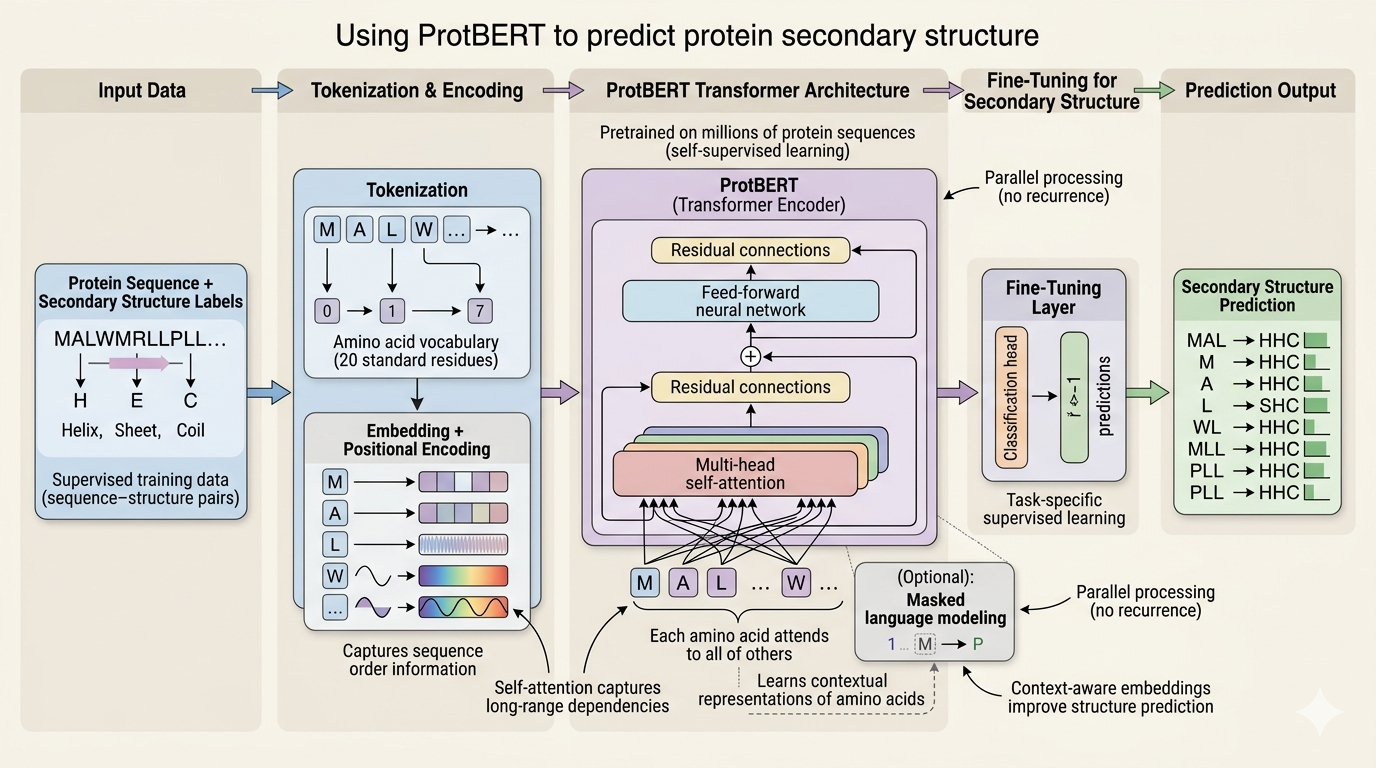 Using ProtBERT to predict protein secondary structure
Input Data
Tokenization & Encoding
ProtBERT Transformer Architecture
Fine-Tuning for
Secondary Structure
Prediction Output
Protein Sequence +
Secondary Structure Labels
MALWMRLLPLL...
H E C
Helix, Sheet, Coil
Supervised training data
(sequence–structure pairs)
Tokenization
M A L W ... → ...
0 → 1 → 7
Amino acid vocabulary
(20 standard residues)
Embedding +
Positional Encoding
M
A
L
W
...
Captures sequence
order information
Self-attention captures
long-range dependencies
Pretrained on millions of protein sequences
(self-supervised learning)
ProtBERT
(Transformer Encoder)
Residual connections
Feed-forward
neural network
+
Residual connections
Multi-head
self-attention
M A L ... W ...
Each amino acid attends
to all of others
Learns contextual
representations of amino acids
Parallel processing
(no recurrence)
Fine-Tuning
Layer
Classification head
predictions
Task-specific
supervised learning
(Optional):
Masked
language modeling
1... M → P
Parallel processing
(no recurrence)
Context-aware embeddings
improve structure prediction
Secondary Structure
Prediction
MAL → HHC
M → HHC
A → HHC
L → SHC
WL → HHC
MLL → HHC
PLL → HHC
PLL → HHC